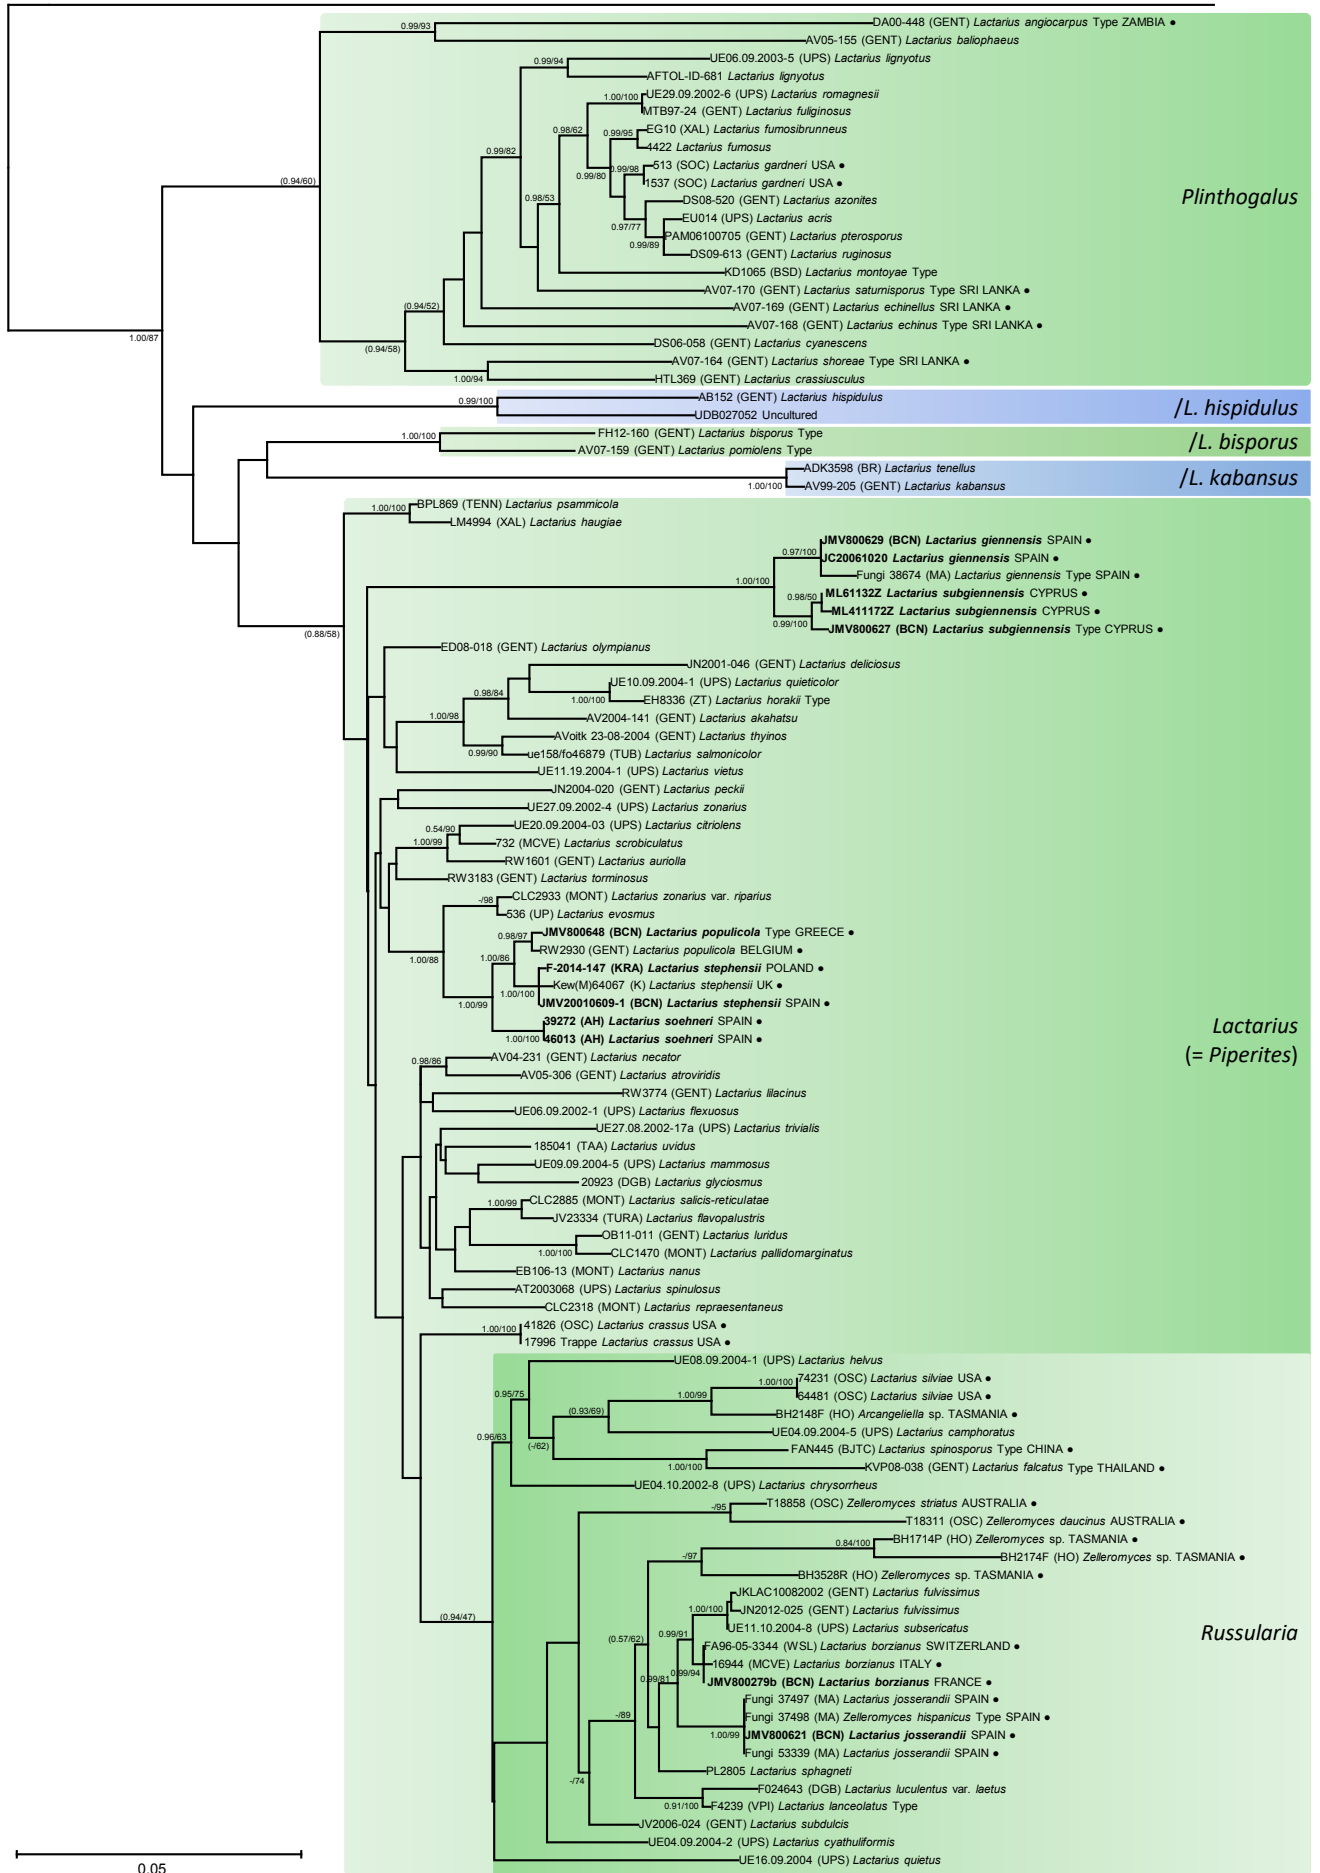 0.99/93
DA00-448 (GENT) Lactarius angiocarpus Type ZAMBIA ●
AV05-155 (GENT) Lactarius baliophaeus
0.99/94
UE06.09.2003-5 (UPS) Lactarius lignyotus
AFTOL-ID-681 Lactarius lignyotus
1.00/100
UE29.09.2002-6 (UPS) Lactarius romagnesii
MTB97-24 (GENT) Lactarius fuliginosus
0.98/62
0.99/95
EG10 (XAL) Lactarius fumosibrunneus
4422 Lactarius fumosus
0.99/82
0.99/80
0.99/98
513 (SOC) Lactarius gardneri USA ●
1537 (SOC) Lactarius gardneri USA ●
(0.94/60)
0.98/53
DS08-520 (GENT) Lactarius azonites
Plinthogalus
EU014 (UPS) Lactarius acris
0.97/77
PAM06100705 (GENT) Lactarius pterosporus
0.99/89
DS09-613 (GENT) Lactarius ruginosus
KD1065 (BSD) Lactarius montoyae Type
AV07-170 (GENT) Lactarius saturnisporus Type SRI LANKA ●
(0.94/52)
AV07-169 (GENT) Lactarius echinellus SRI LANKA ●
AV07-168 (GENT) Lactarius echinus Type SRI LANKA ●
1.00/87
(0.94/58)
DS06-058 (GENT) Lactarius cyanescens
AV07-164 (GENT) Lactarius shoreae Type SRI LANKA ●
1.00/94
HTL369 (GENT) Lactarius crassiusculus
0.99/100
AB152 (GENT) Lactarius hispidulus
UDB027052 Uncultured
/L. hispidulus
1.00/100
FH12-160 (GENT) Lactarius bisporus Type
AV07-159 (GENT) Lactarius pomiolens Type
/L. bisporus
ADK3598 (BR) Lactarius tenellus
1.00/100
AV99-205 (GENT) Lactarius kabansus
/L. kabansus
1.00/100
BPL869 (TENN) Lactarius psammicola
LM4994 (XAL) Lactarius haugiae
JMV800629 (BCN) Lactarius giennensis SPAIN ●
0.97/100
JC20061020 Lactarius giennensis SPAIN ●
1.00/100
Fungi 38674 (MA) Lactarius giennensis Type SPAIN ●
0.98/50
ML61132Z Lactarius subgiennensis CYPRUS ●
ML411172Z Lactarius subgiennensis CYPRUS ●
0.99/100
JMV800627 (BCN) Lactarius subgiennensis Type CYPRUS ●
(0.88/58)
ED08-018 (GENT) Lactarius olympianus
JN2001-046 (GENT) Lactarius deliciosus
0.98/84
UE10.09.2004-1 (UPS) Lactarius quieticolor
1.00/100
EH8336 (ZT) Lactarius horakii Type
1.00/98
AV2004-141 (GENT) Lactarius akahatsu
AVoitk 23-08-2004 (GENT) Lactarius thyinos
0.99/90
ue158/fo46879 (TUB) Lactarius salmonicolor
UE11.19.2004-1 (UPS) Lactarius vietus
JN2004-020 (GENT) Lactarius peckii
UE27.09.2002-4 (UPS) Lactarius zonarius
0.54/90
UE20.09.2004-03 (UPS) Lactarius citriolens
1.00/99
732 (MCVE) Lactarius scrobiculatus
RW1601 (GENT) Lactarius auriolla
RW3183 (GENT) Lactarius torminosus
-/98
CLC2933 (MONT) Lactarius zonarius var. riparius
536 (UP) Lactarius evosmus
0.98/97
JMV800648 (BCN) Lactarius populicola Type GREECE ●
1.00/86
RW2930 (GENT) Lactarius populicola BELGIUM ●
1.00/88
F-2014-147 (KRA) Lactarius stephensii POLAND ●
Kew(M)64067 (K) Lactarius stephensii UK ●
1.00/100
1.00/99
JMV20010609-1 (BCN) Lactarius stephensii SPAIN ●
39272 (AH) Lactarius soehneri SPAIN ●
1.00/100
46013 (AH) Lactarius soehneri SPAIN ●
Lactarius
(= Piperites)
0.98/86
AV04-231 (GENT) Lactarius necator
AV05-306 (GENT) Lactarius atroviridis
RW3774 (GENT) Lactarius lilacinus
UE06.09.2002-1 (UPS) Lactarius flexuosus
UE27.08.2002-17a (UPS) Lactarius trivialis
185041 (TAA) Lactarius uvidus
UE09.09.2004-5 (UPS) Lactarius mammosus
20923 (DGB) Lactarius glyciosmus
1.00/99
CLC2885 (MONT) Lactarius salicis-reticulatae
JV23334 (TURA) Lactarius flavopalustris
OB11-011 (GENT) Lactarius luridus
1.00/100
CLC1470 (MONT) Lactarius pallidomarginatus
EB106-13 (MONT) Lactarius nanus
AT2003068 (UPS) Lactarius spinulosus
CLC2318 (MONT) Lactarius repraesentaneus
1.00/100
41826 (OSC) Lactarius crassus USA ●
17996 Trappe Lactarius crassus USA ●
UE08.09.2004-1 (UPS) Lactarius helvus
0.95/75
1.00/100
74231 (OSC) Lactarius silviae USA ●
1.00/99
64481 (OSC) Lactarius silviae USA ●
(0.93/69)
BH2148F (HO) Arcangeliella sp. TASMANIA ●
0.96/63
UE04.09.2004-5 (UPS) Lactarius camphoratus
(-/62)
FAN445 (BJTC) Lactarius spinosporus Type CHINA ●
1.00/100
KVP08-038 (GENT) Lactarius falcatus Type THAILAND ●
UE04.10.2002-8 (UPS) Lactarius chrysorrheus
-/95
T18858 (OSC) Zelleromyces striatus AUSTRALIA ●
T18311 (OSC) Zelleromyces daucinus AUSTRALIA ●
0.84/100
BH1714P (HO) Zelleromyces sp. TASMANIA ●
-/97
BH2174F (HO) Zelleromyces sp. TASMANIA ●
BH3528R (HO) Zelleromyces sp. TASMANIA ●
JKLAC10082002 (GENT) Lactarius fulvissimus
1.00/100
JN2012-025 (GENT) Lactarius fulvissimus
(0.94/47)
UE11.10.2004-8 (UPS) Lactarius subsericatus
0.99/91
(0.57/62)
FA96-05-3344 (WSL) Lactarius borzianus SWITZERLAND ●
Russularia
16944 (MCVE) Lactarius borzianus ITALY ●
0.99/81
0.99/94
JMV800279b (BCN) Lactarius borzianus FRANCE ●
Fungi 37497 (MA) Lactarius josserandii SPAIN ●
-/89
Fungi 37498 (MA) Zelleromyces hispanicus Type SPAIN ●
1.00/99
JMV800621 (BCN) Lactarius josserandii SPAIN ●
Fungi 53339 (MA) Lactarius josserandii SPAIN ●
PL2805 Lactarius sphagneti
-/74
F024643 (DGB) Lactarius luculentus var. laetus
0.91/100
F4239 (VPI) Lactarius lanceolatus Type
JV2006-024 (GENT) Lactarius subdulcis
UE04.09.2004-2 (UPS) Lactarius cyathuliformis
UE16.09.2004 (UPS) Lactarius quietus
0.05